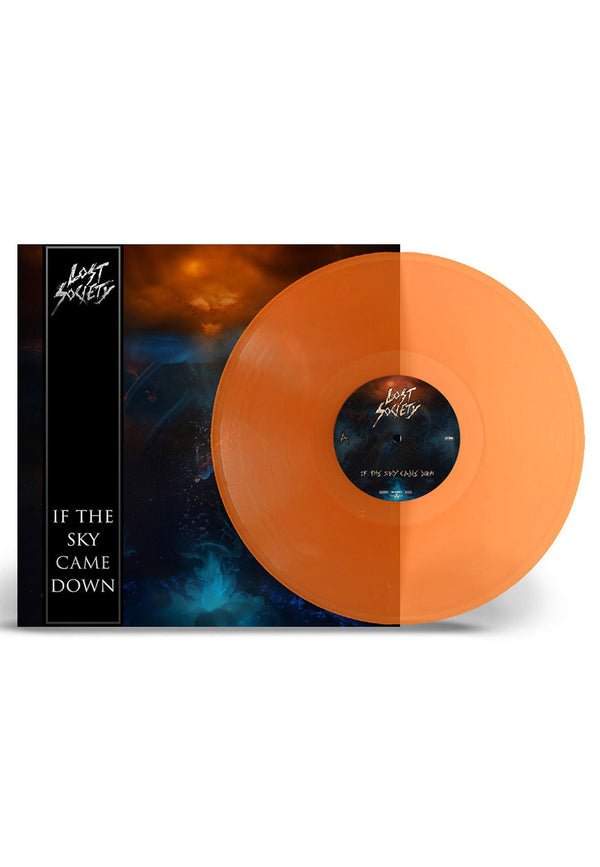 LOST
SOCIETY
IF THE
SKY
CAME
DOWN
LOST
SOCIETY
A
IF THE SKY CAME DOWN